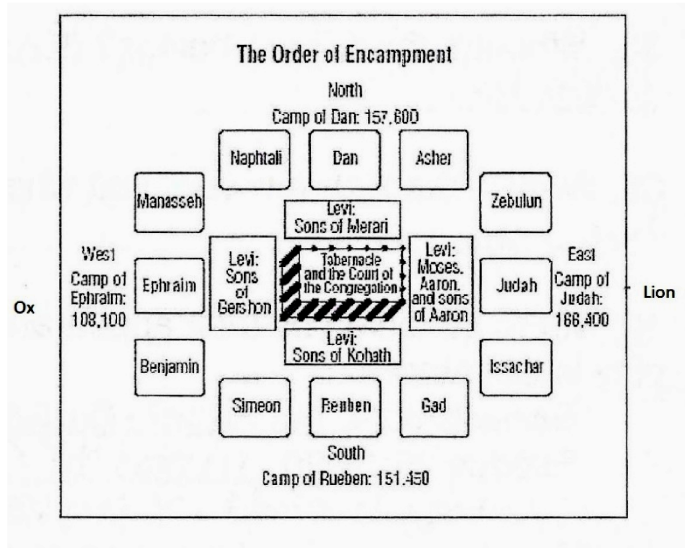 The Order of Encampment
North
Camp of Dan: 157,600
Naphtali
Dan
Asher
Manasseh
Levi:
Sons of Merari
Zebulun
West
Camp of
Ephraim:
108,100
Ephraim
Levi:
Sons
of
Gershon
Tabernacle
and the Court of
the Congregation
Levi:
Moses,
Aaron,
and sons
of Aaron
Judah
East
Camp of
Judah:
166,400
Ox
Lion
Benjamin
Levi:
Sons of Kohath
Issachar
Simeon
Reuben
Gad
South
Camp of Rueben: 151.450